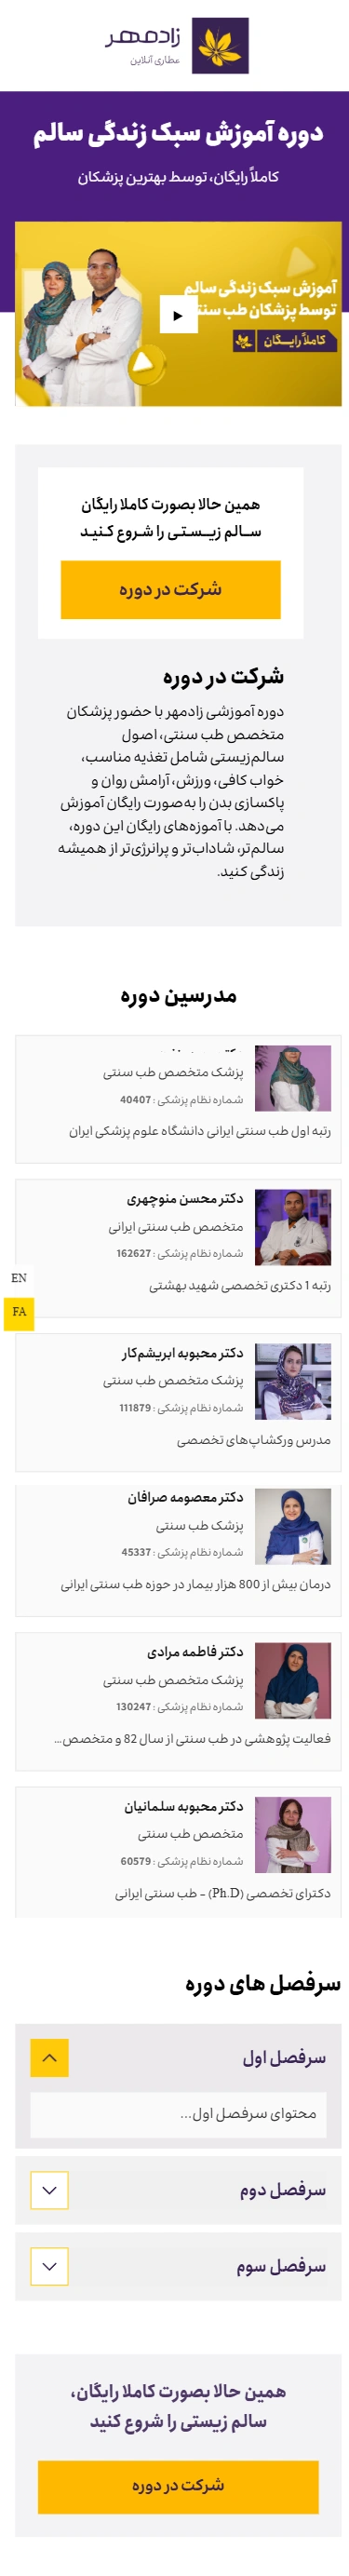 زادمهر
عطاری آنلاین
دوره آموزش سبک زندگی سالم
کاملاً رایگان، توسط بهترین پزشکان
آموزش سبک زندگی سالم
توسط پزشکان طب سنتی
کاملاً رایـــگان
همین حالا بصورت کاملا رایگان
ســالم زیــستـی را شـروع کـنیـد
شرکت در دوره
شرکت در دوره
دوره آموزشی زادمهر با حضور پزشکان
متخصص طب سنتی، اصول
سالم‌زیستی شامل تغذیه مناسب،
خواب کافی، ورزش، آرامش روان و
پاکسازی بدن را به‌صورت رایگان آموزش
می‌دهد. با آموزه‌های رایگان این دوره،
سالم‌تر، شاداب‌تر و پرانرژی‌تر از همیشه
زندگی کنید.
مدرسین دوره
پزشک متخصص طب سنتی
شماره نظام پزشکی : 40407
رتبه اول طب سنتی ایرانی دانشگاه علوم پزشکی ایران
دکتر محسن منوچهری
متخصص طب سنتی ایرانی
شماره نظام پزشکی : 162627
رتبه 1 دکتری تخصصی شهید بهشتی
EN
FA
دکتر محبوبه ابریشم‌کار
پزشک متخصص طب سنتی
شماره نظام پزشکی : 111879
مدرس ورکشاپ‌های تخصصی
دکتر معصومه صرافان
پزشک طب سنتی
شماره نظام پزشکی : 45337
درمان بیش از 800 هزار بیمار در حوزه طب سنتی ایرانی
دکتر فاطمه مرادی
پزشک متخصص طب سنتی
شماره نظام پزشکی : 130247
فعالیت پژوهشی در طب سنتی از سال 82 و متخصص...
دکتر محبوبه سلمانیان
متخصص طب سنتی
شماره نظام پزشکی : 60579
دکترای تخصصی (Ph.D) - طب سنتی ایرانی
سرفصل های دوره
سرفصل اول
محتوای سرفصل اول...
سرفصل دوم
سرفصل سوم
همین حالا بصورت کاملا رایگان،
سالم زیستی را شروع کنید
شرکت در دوره